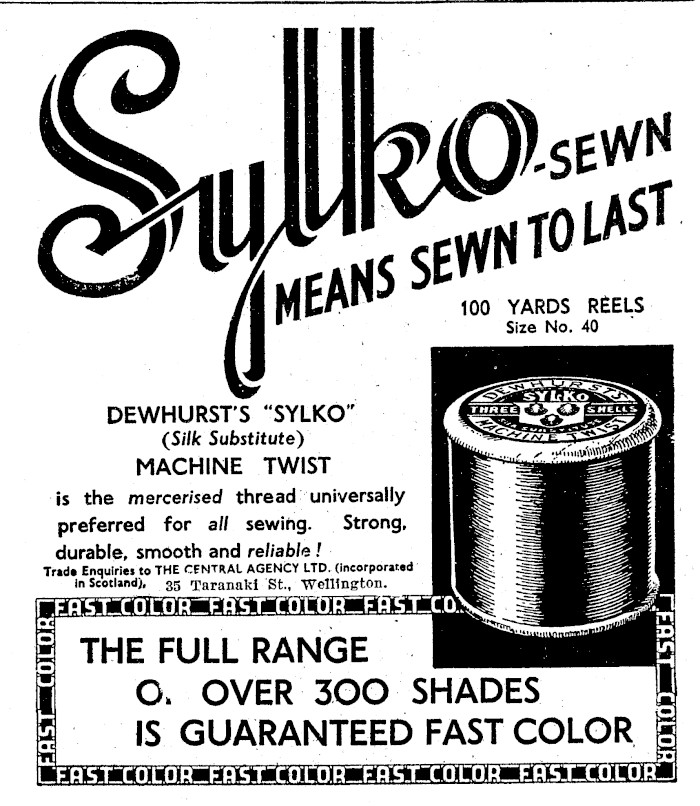 Sylko-SEWN
MEANS SEWN TO LAST
100 YARDS REELS
Size No. 40
DEWHURST'S
SYLKO
THREE SHELLS
MACHINE TWIST
DEWHURST'S "SYLKO"
(Silk Substitute)
MACHINE TWIST
is the mercerised thread universally
preferred for all sewing. Strong,
durable, smooth and reliable!
Trade Enquiries to THE CENTRAL AGENCY LTD. (incorporated
in Scotland), 35 Taranaki St., Wellington.
FAST COLOR FAST COLOR FAST CO
FAST COLOR
THE FULL RANGE
O. OVER 300 SHADES
IS GUARANTEED FAST COLOR
FAST COLOR
FAST COLOR FAST COLOR FAST COLOR FAST COLOR